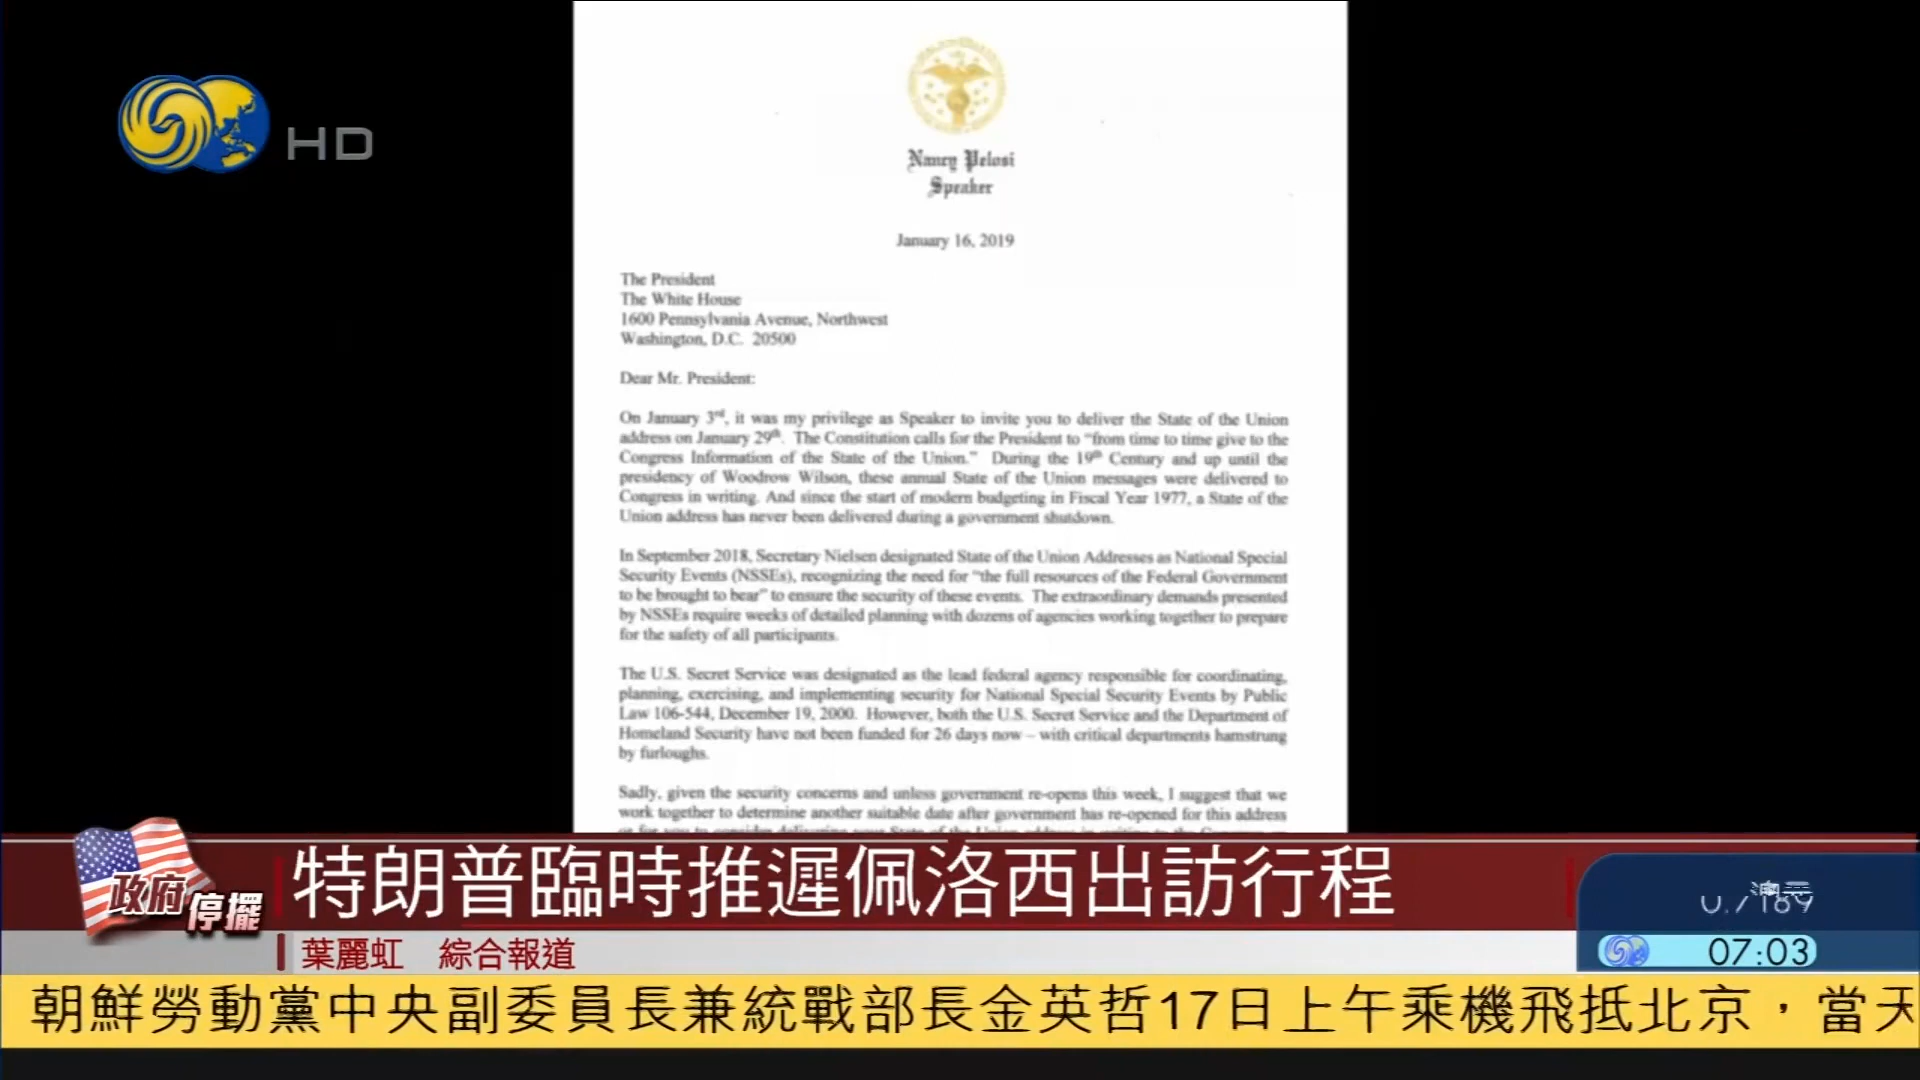 HD
Nancy Pelosi
Speaker
January 16, 2019
The President
The White House
1600 Pennsylvania Avenue, Northwest
Washington, D.C. 20500
Dear Mr. President:
On January 3rd, it was my privilege as Speaker to invite you to deliver the State of the Union
address on January 29th. The Constitution calls for the President to “from time to time give to the
Congress Information of the State of the Union.” During the 19th Century and up until the
presidency of Woodrow Wilson, these annual State of the Union messages were delivered to
Congress in writing. And since the start of modern budgeting in Fiscal Year 1977, a State of the
Union address has never been delivered during a government shutdown.
In September 2018, Secretary Nielsen designated State of the Union Addresses as National Special
Security Events (NSSEs), recognizing the need for “the full resources of the Federal Government
to be brought to bear” to ensure the security of these events. The extraordinary demands presented
by NSSEs require weeks of detailed planning with dozens of agencies working together to prepare
for the safety of all participants.
The U.S. Secret Service was designated as the lead federal agency responsible for coordinating,
planning, exercising, and implementing security for National Special Security Events by Public
Law 106-544, December 19, 2000. However, both the U.S. Secret Service and the Department of
Homeland Security have not been funded for 26 days now – with critical departments hamstrung
by furloughs.
Sadly, given the security concerns and unless government re-opens this week, I suggest that we
work together to determine another suitable date after government has re-opened for this address
政府停擺
特朗普臨時推遲佩洛西出訪行程
葉麗虹 綜合報道
07:03
朝鮮勞動黨中央副委員長兼統戰部長金英哲17日上午乘機飛抵北京，當天